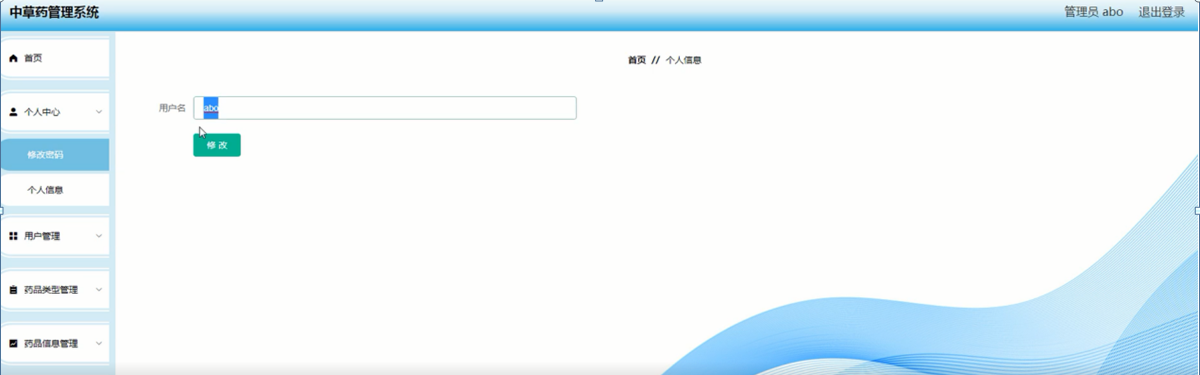 中草药管理系统
管理员 abo 退出登录
首页
首页 // 个人信息
个人中心
用户名 abo
修 改
修改密码
个人信息
用户管理
药品类型管理
药品信息管理